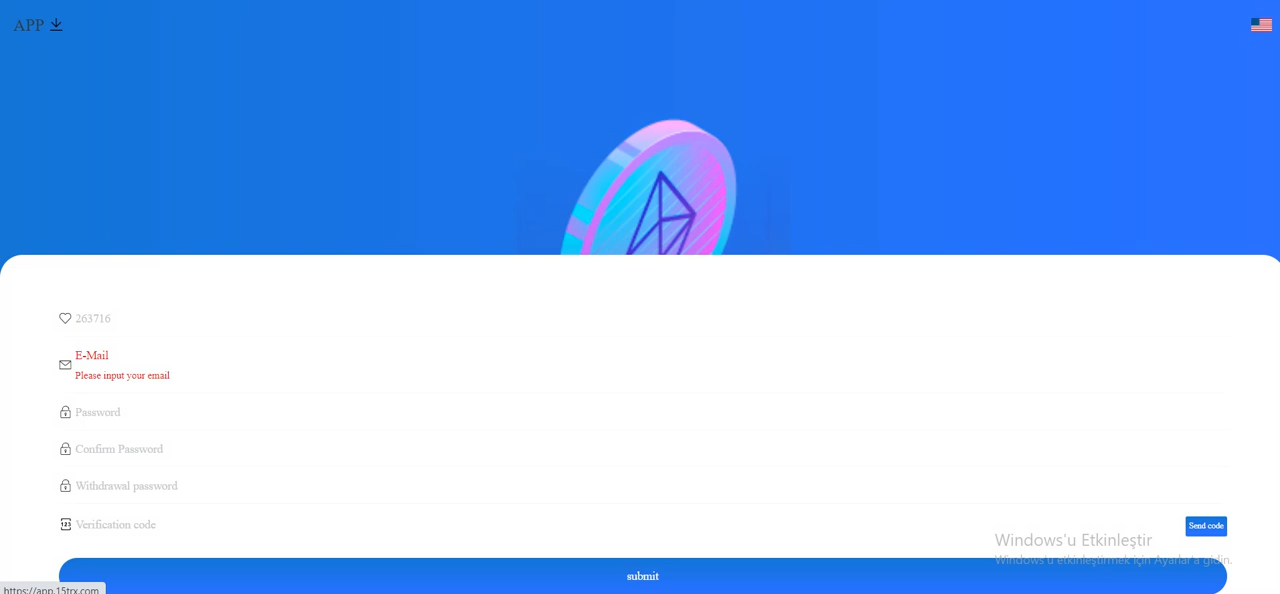 APP
263716
E-Mail
Please input your email
Password
Confirm Password
Withdrawal password
123 Verification code
Send code
Windows'u Etkinleştir
Windows'u etkinleştirmek için Ayarlar'a gidin.
submit
https://app.15trx.com